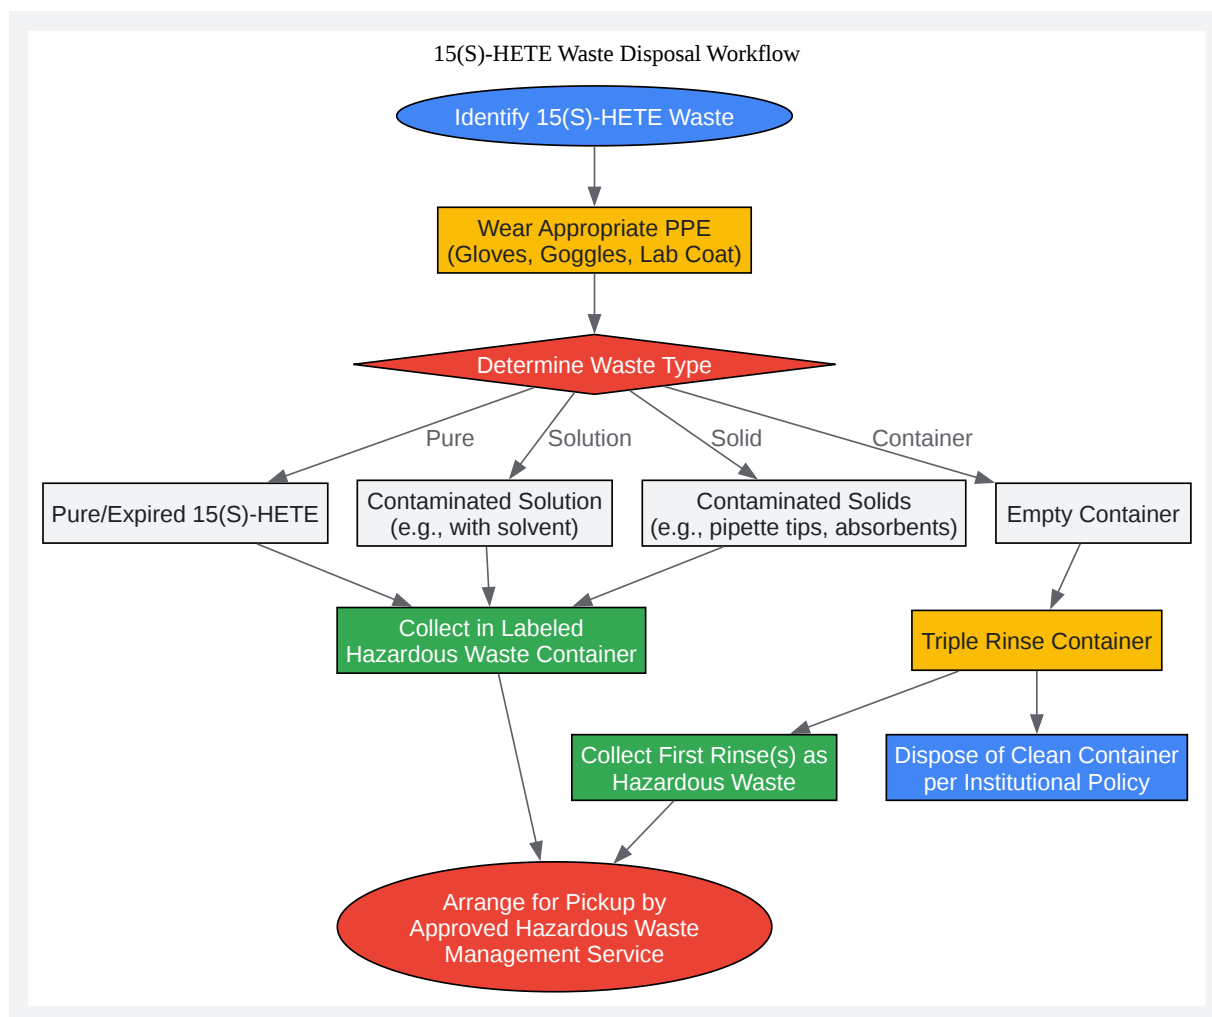 15(S)-HETE Waste Disposal Workflow
Identify 15(S)-HETE Waste
Wear Appropriate PPE
(Gloves, Goggles, Lab Coat)
Determine Waste Type
Pure
Solution
Solid
Container
Pure/Expired 15(S)-HETE
Contaminated Solution
(e.g., with solvent)
Contaminated Solids
(e.g., pipette tips, absorbents)
Empty Container
Collect in Labeled
Hazardous Waste Container
Triple Rinse Container
Collect First Rinse(s) as
Hazardous Waste
Dispose of Clean Container
per Institutional Policy
Arrange for Pickup by
Approved Hazardous Waste
Management Service